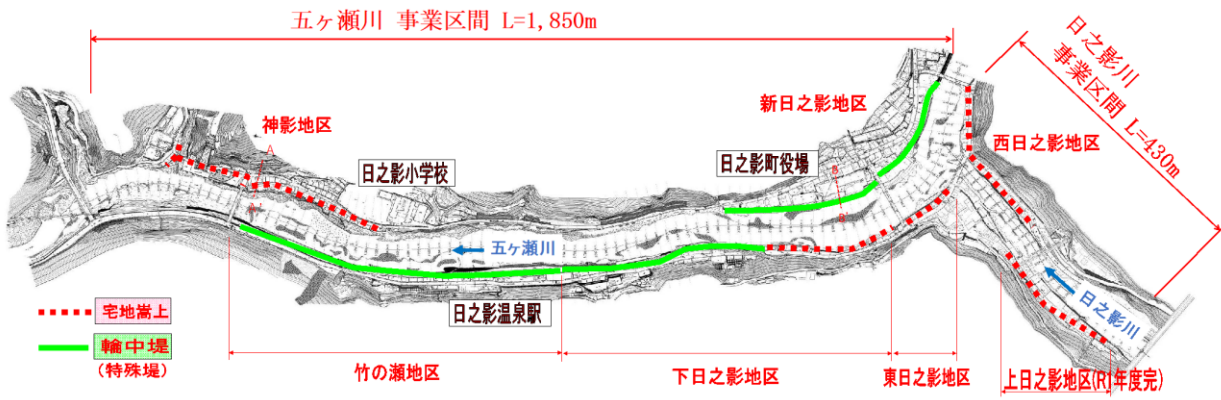 五ヶ瀬川 事業区間 L=1,850m
日之影川
事業区間 L=430m
新日之影地区
神影地区
西日之影地区
日之影小学校
日之影町役場
A
A'
B
B'
五ヶ瀬川
日之影川
宅地嵩上
日之影温泉駅
輪中堤
(特殊堤)
竹の瀬地区
下日之影地区
東日之影地区
上日之影地区(R1年度完)